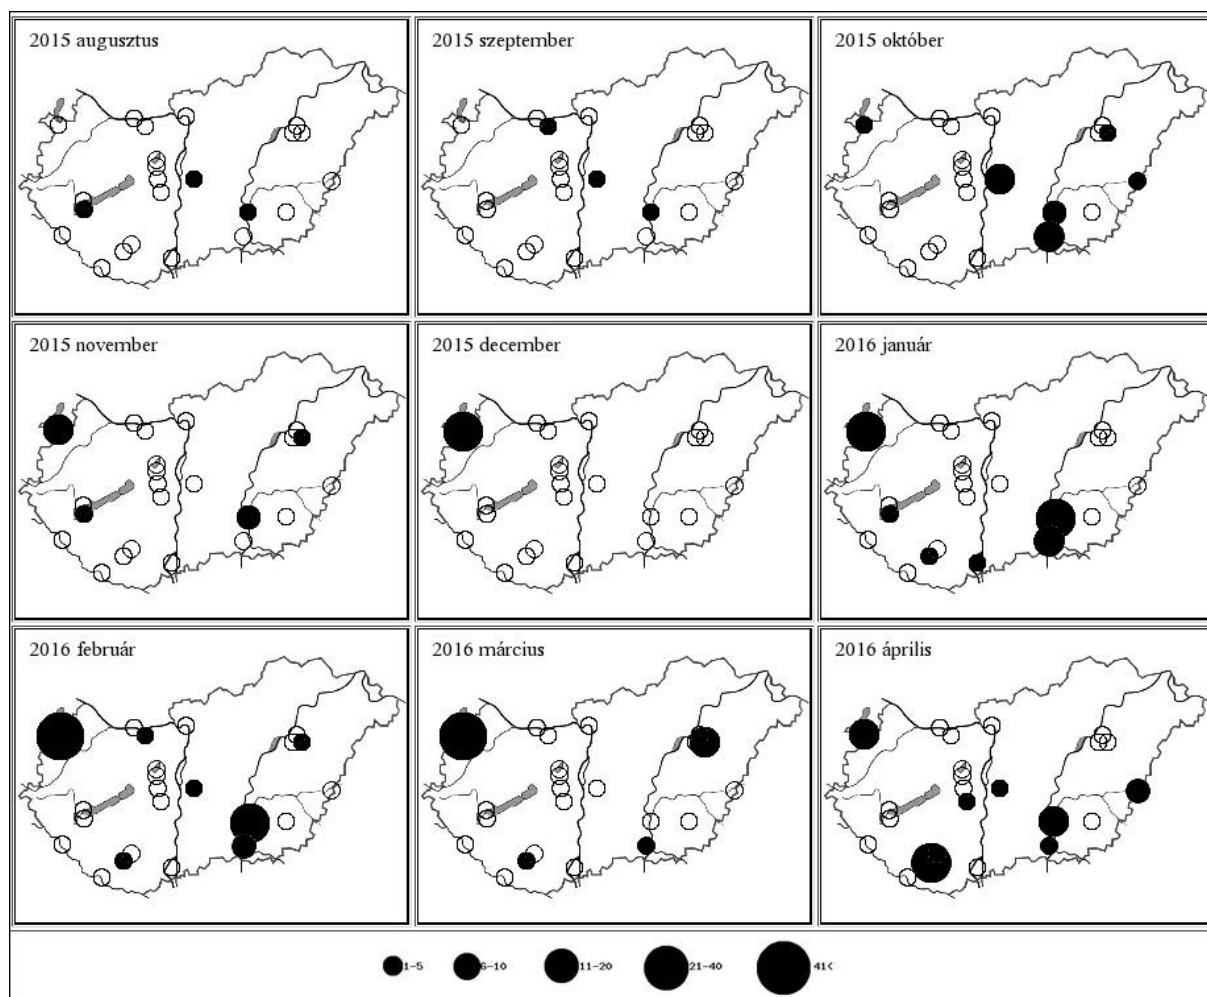 2015 augusztus
2015 szeptember
2015 október
2015 november
2015 december
2016 január
2016 február
2016 március
2016 április
1-5 6-10 11-20 21-40 41<